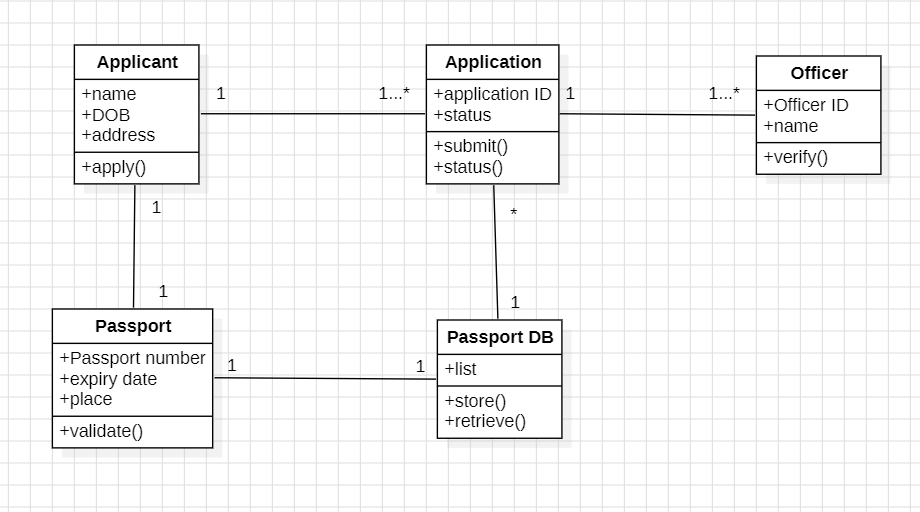 Applicant
+name
+DOB
+address
+apply()
1
1...*
Application
+application ID
+status
+submit()
+status()
1
1...*
Officer
+Officer ID
+name
+verify()
1
1
*
1
Passport
+Passport number
+expiry date
+place
+validate()
1
1
Passport DB
+list
+store()
+retrieve()